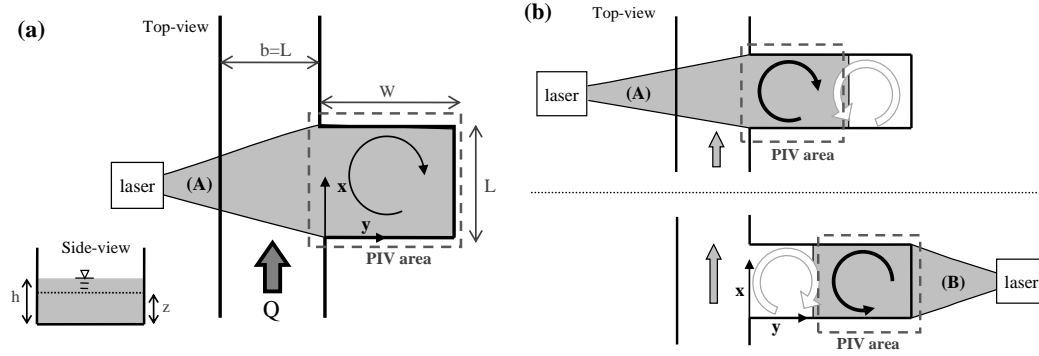 (a)
Top-view
b=L
W
laser
(A)
x
L
y
PIV area
Side-view
h
z
Q
(b)
Top-view
laser
(A)
PIV area
x
y
(B)
laser
PIV area